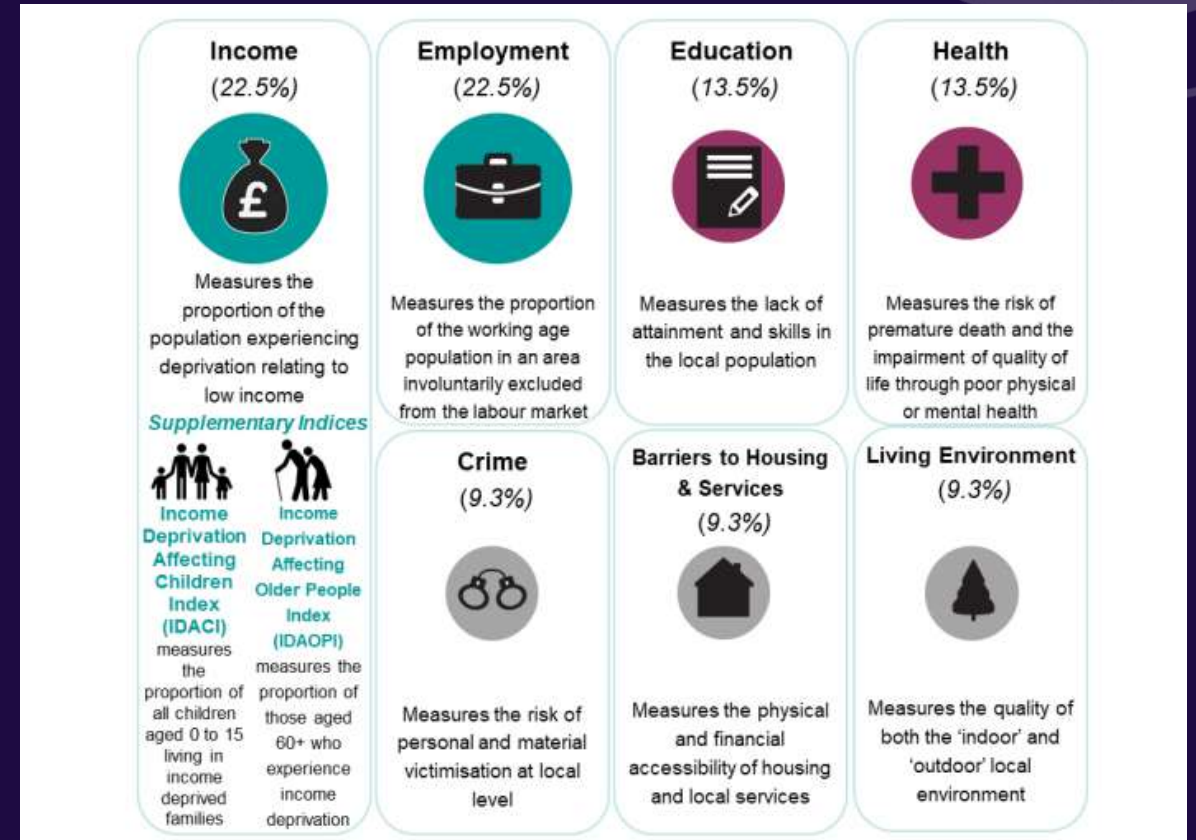 Income
(22.5%)
£
Measures the
proportion of the
population experiencing
deprivation relating to
low income
Supplementary Indices
Income
Deprivation
Affecting
Children
Index
(IDACI)
measures
the
proportion of
all children
aged 0 to 15
living in
income
deprived
families
Income
Deprivation
Affecting
Older People
Index
(IDAOPI)
measures the
proportion of
those aged
60+ who
experience
income
deprivation
Employment
(22.5%)
Measures the proportion
of the working age
population in an area
involuntarily excluded
from the labour market
Education
(13.5%)
Measures the lack of
attainment and skills in
the local population
Health
(13.5%)
Measures the risk of
premature death and the
impairment of quality of
life through poor physical
or mental health
Crime
(9.3%)
Measures the risk of
personal and material
victimisation at local
level
Barriers to Housing
& Services
(9.3%)
Measures the physical
and financial
accessibility of housing
and local services
Living Environment
(9.3%)
Measures the quality of
both the ‘indoor’ and
‘outdoor’ local
environment